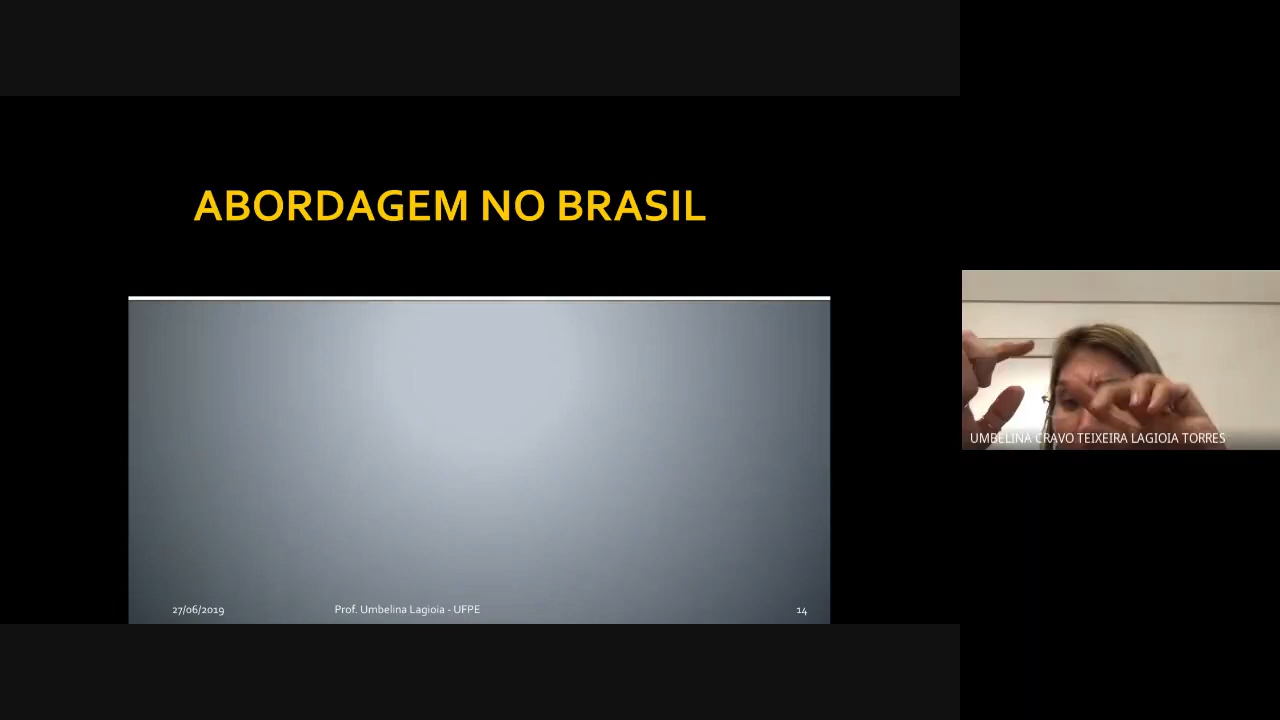 ABORDAGEM NO BRASIL
UMBELINA CRAVO TEIXEIRA LAGIOIA TORRES
27/06/2019
Prof. Umbelina Lagioia - UFPE
14